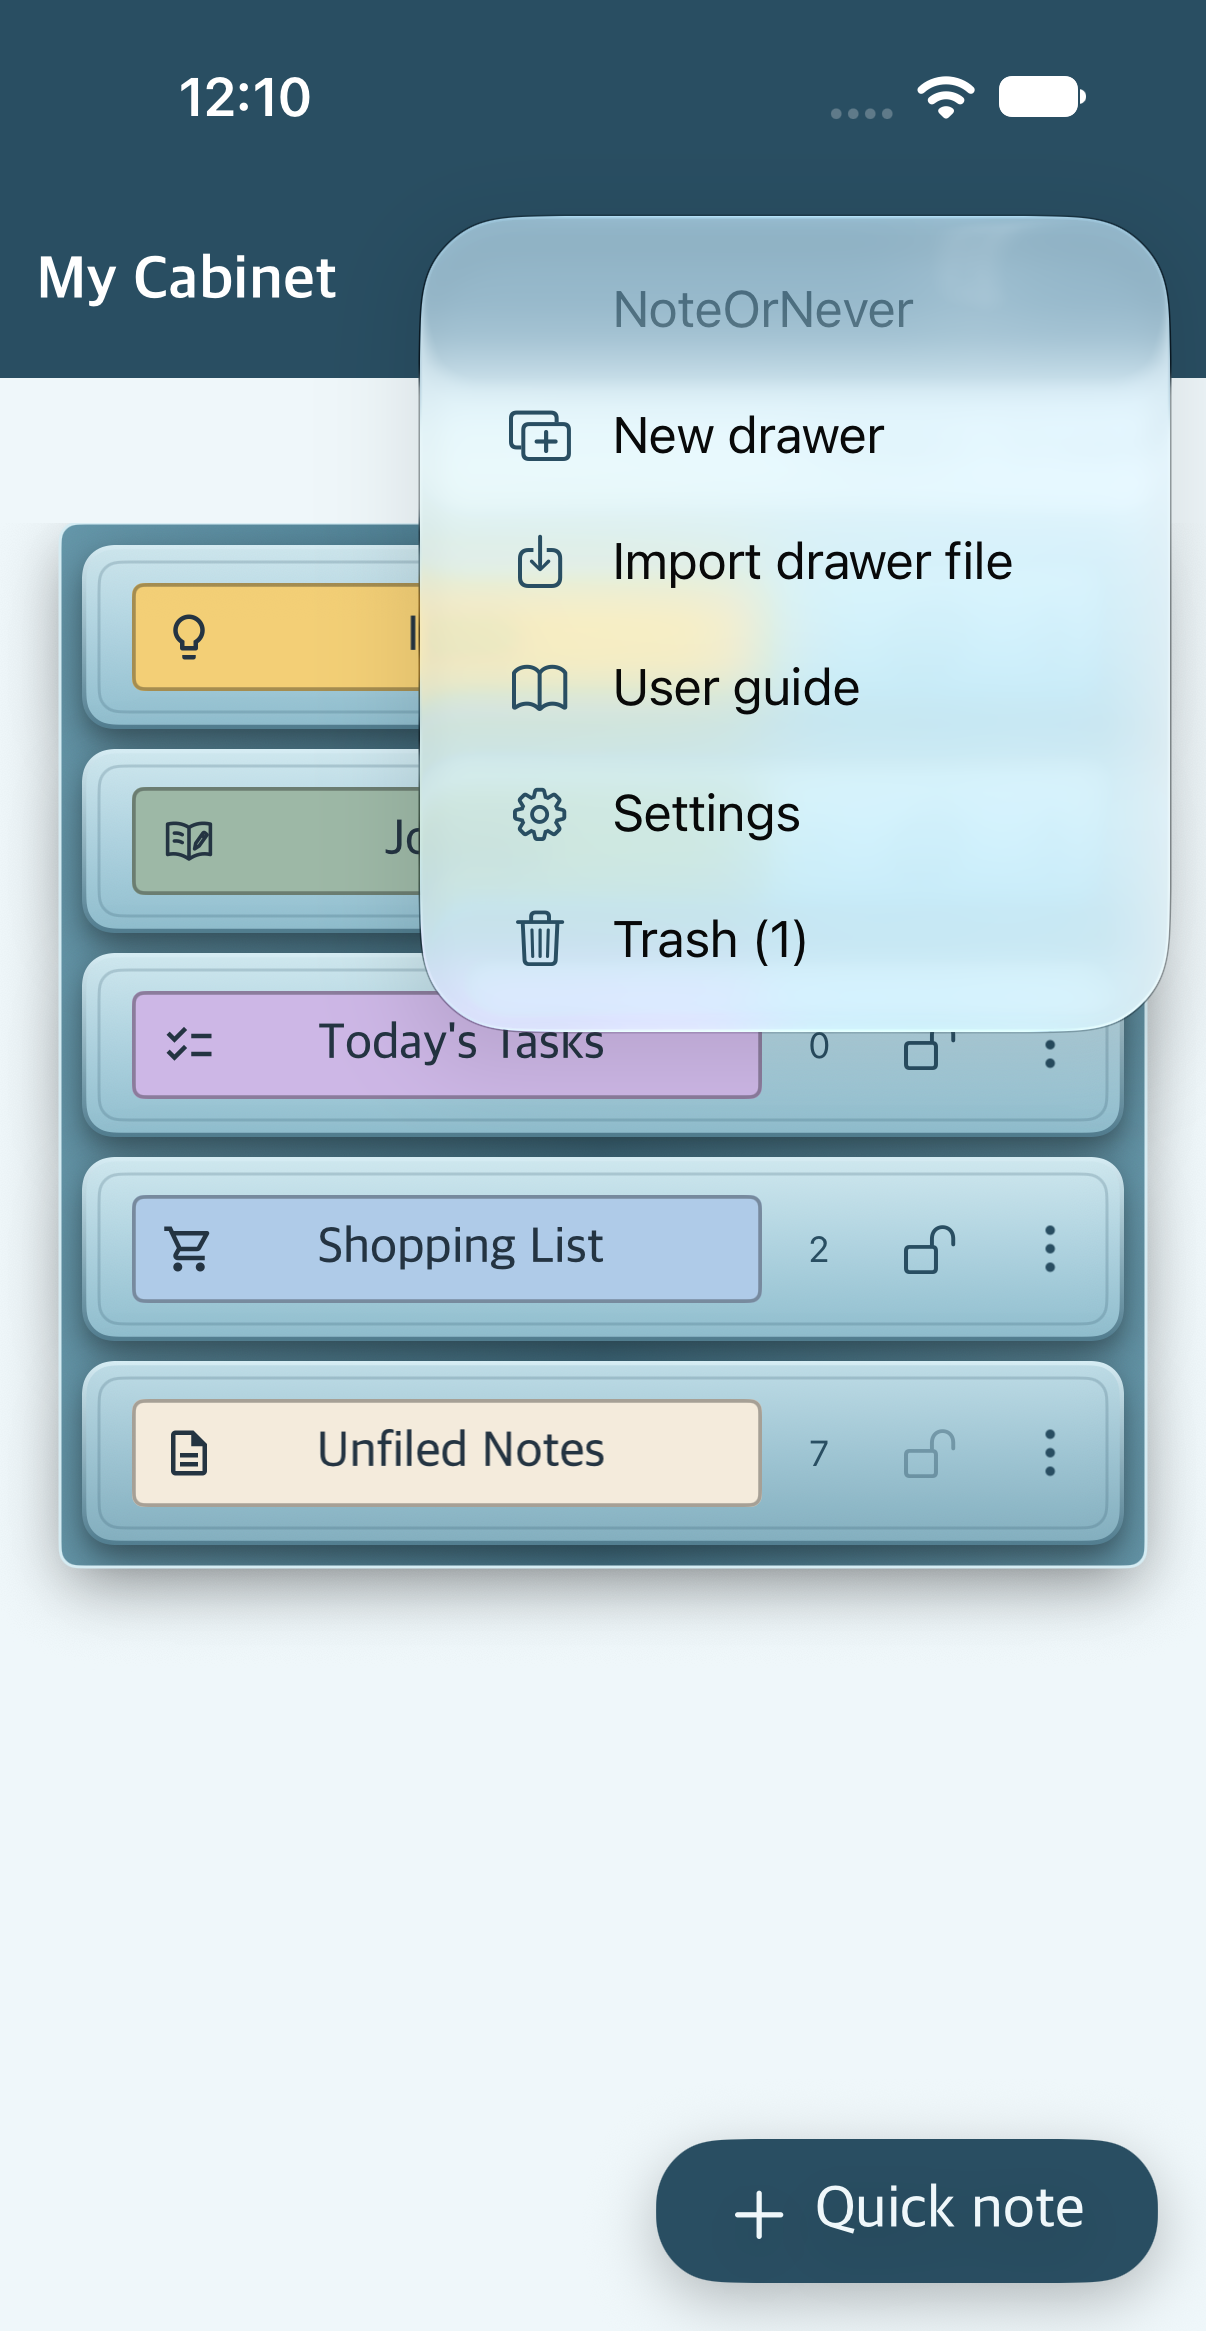 12:10
My Cabinet
NoteOrNever
New drawer
Import drawer file
User guide
Settings
Trash (1)
Today's Tasks
0
Shopping List
2
Unfiled Notes
7
Quick note